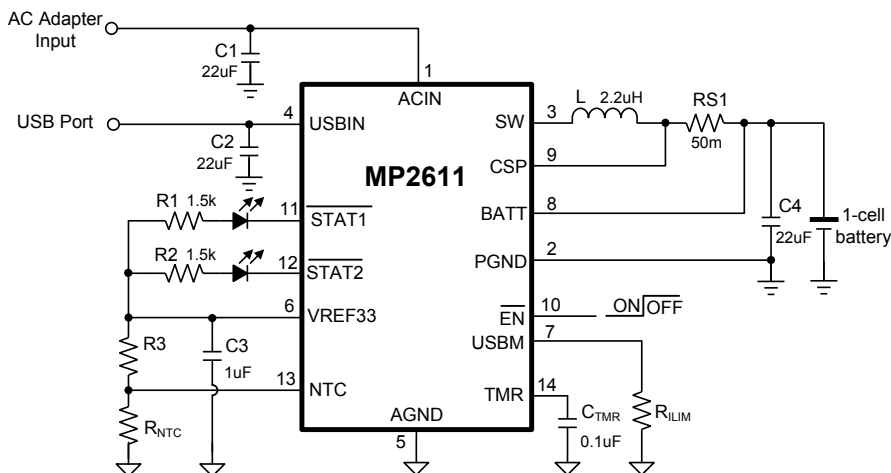 AC Adapter
Input
C1
22uF
1
ACIN
USB Port
4
USBIN
C2
22uF
SW
3
L
2.2uH
RS1
50m
CSP
9
MP2611
R1
1.5k
11
STAT1
BATT
8
C4
22uF
1-cell
battery
R2
1.5k
12
STAT2
PGND
2
6
VREF33
EN
10
ON
OFF
USBM
7
R3
C3
1uF
13
NTC
TMR
14
RNTC
CTMR
0.1uF
RILIM
AGND
5